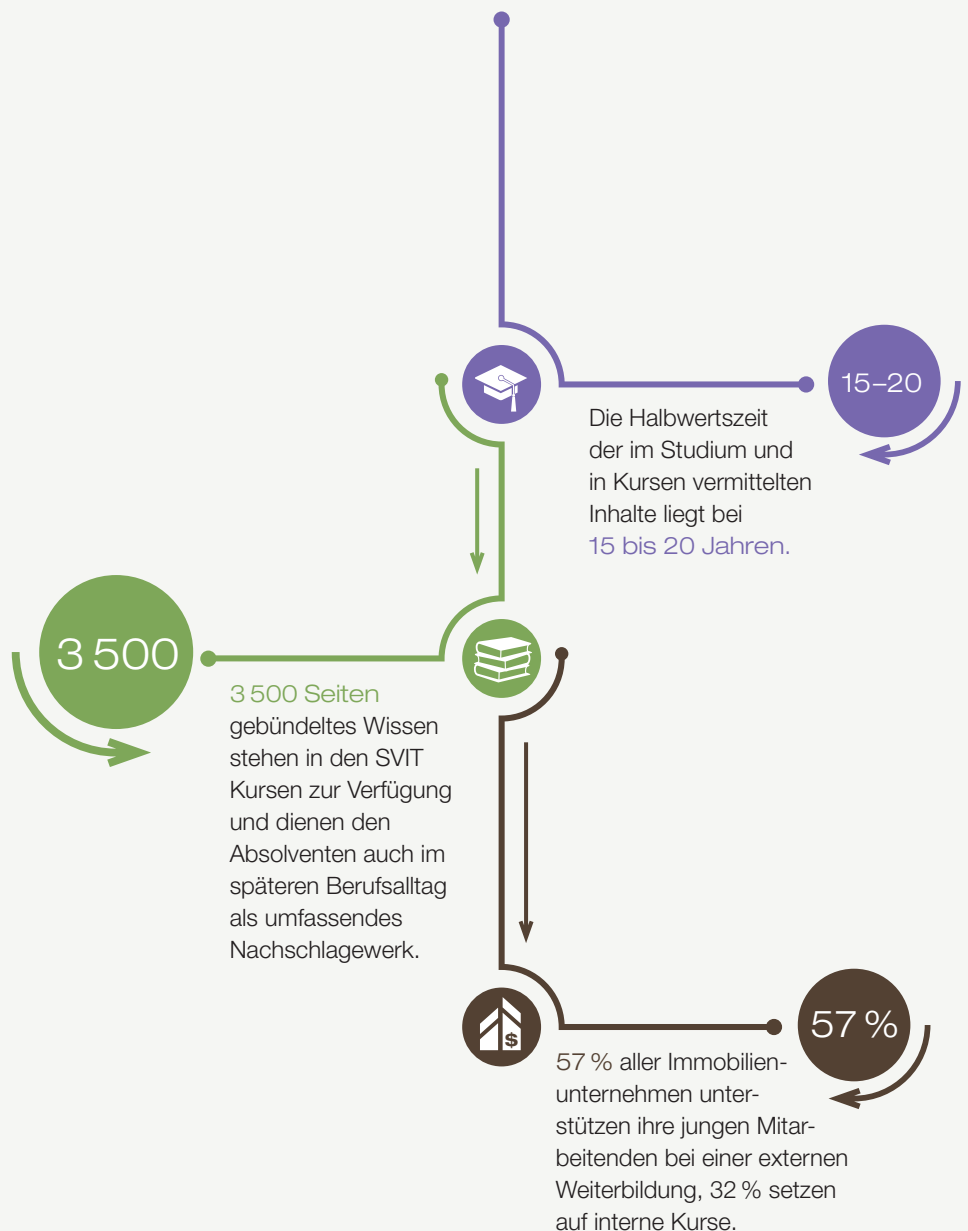 15–20
Die Halbwertszeit
der im Studium und
in Kursen vermittelten
Inhalte liegt bei
15 bis 20 Jahren.
3 500
3 500 Seiten
gebündeltes Wissen
stehen in den SVIT
Kursen zur Verfügung
und dienen den
Absolventen auch im
späteren Berufsalltag
als umfassendes
Nachschlagewerk.
$
57 %
57 % aller Immobilien-
unternehmen unter-
stützen ihre jungen Mitar-
beitenden bei einer externen
Weiterbildung, 32 % setzen
auf interne Kurse.